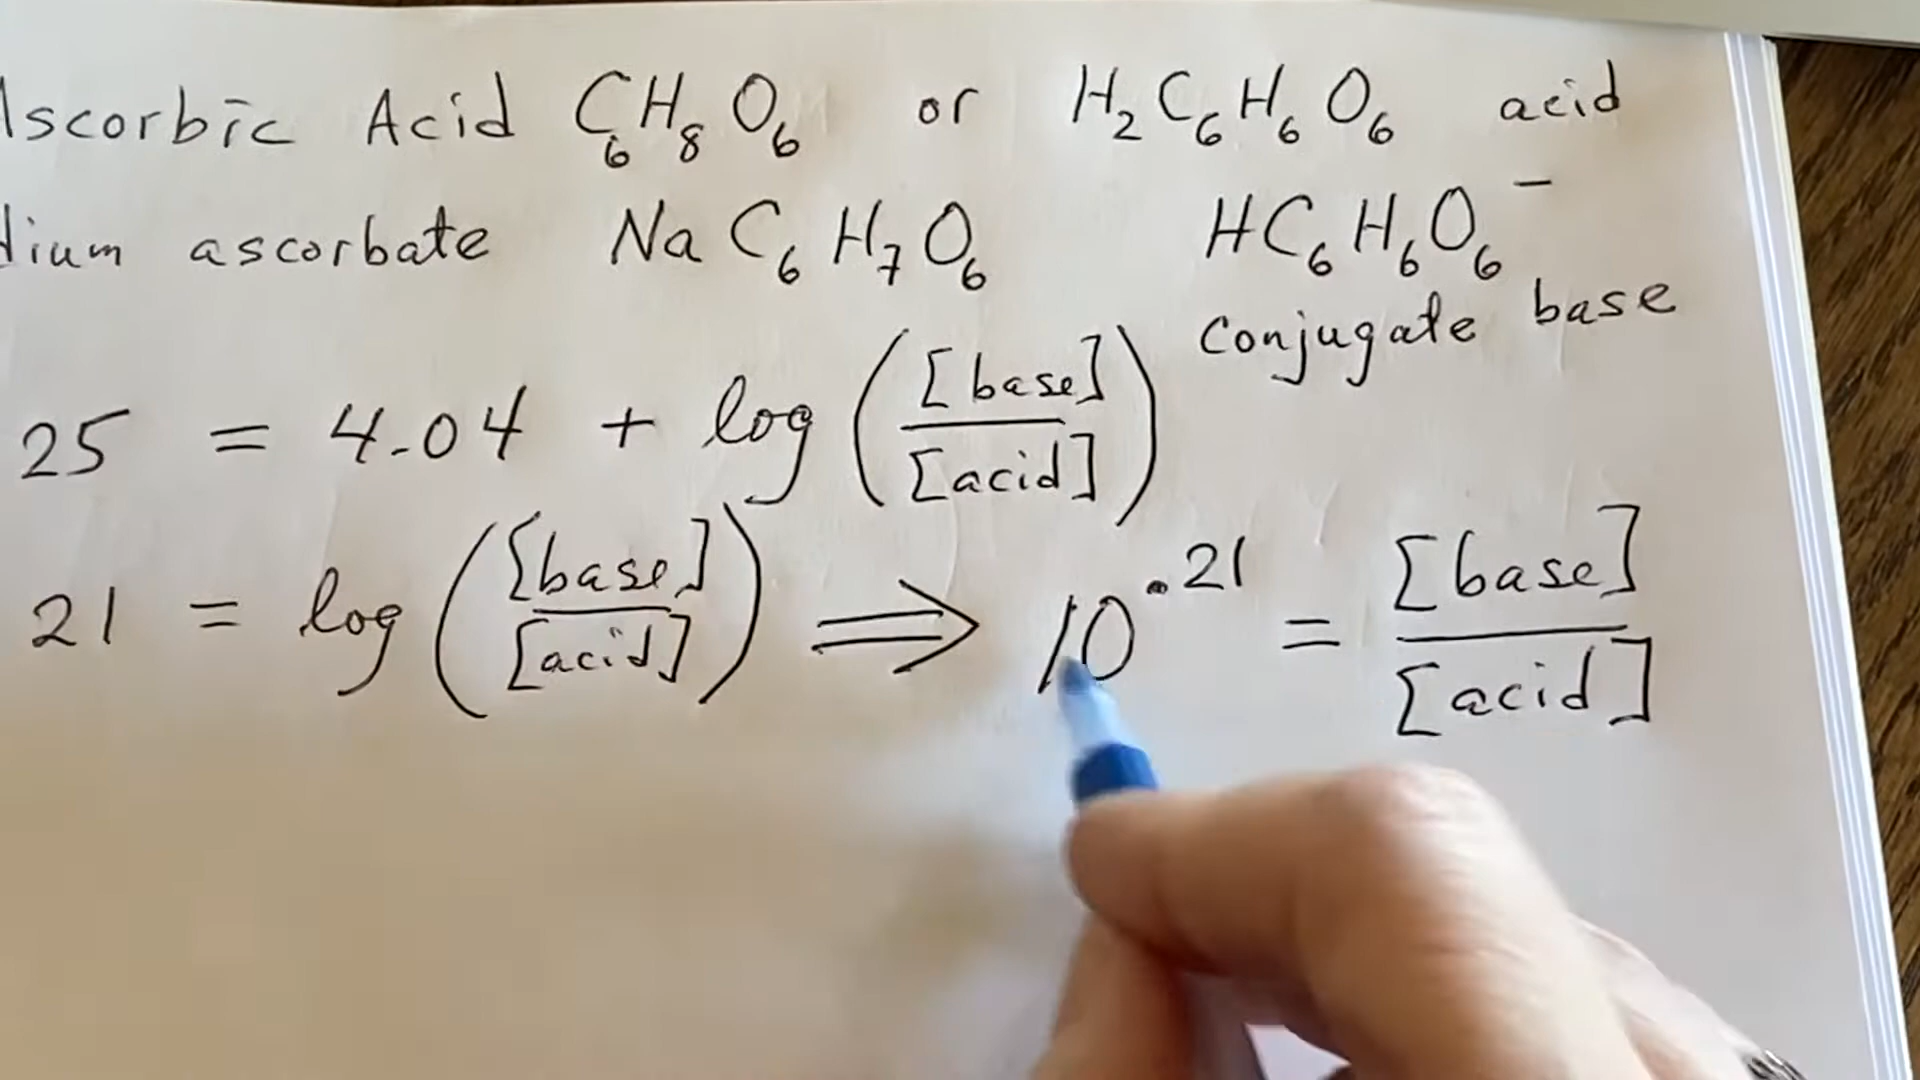 Ascorbic Acid C₆H₈O₆ or H₂C₆H₆O₆ acid
dium ascorbate NaC₆H₇O₆ HC₆H₆O₆⁻
conjugate base
25 = 4.04 + log([base]/[acid])
21 = log([base]/[acid]) ⟹ 10^.21 = [base]/[acid]